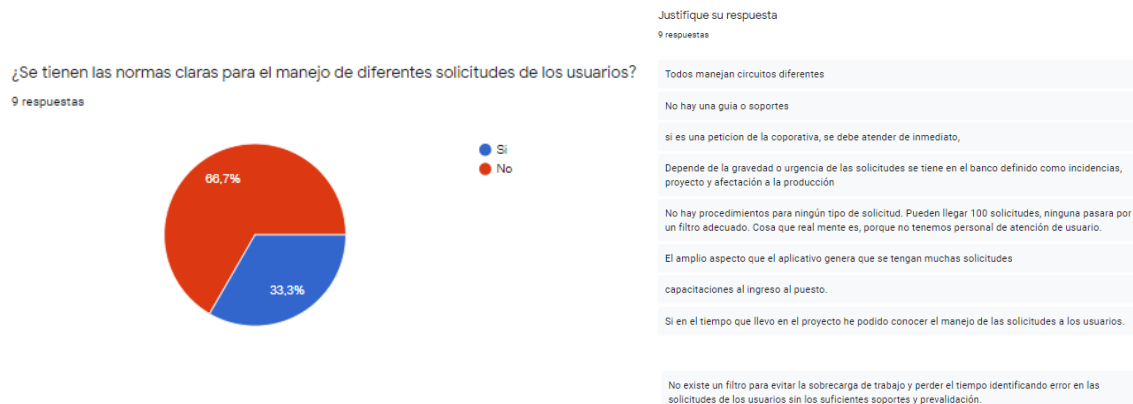 ¿Se tienen las normas claras para el manejo de diferentes solicitudes de los usuarios?
9 respuestas
Si
No
66,7%
33,3%
Justifique su respuesta
9 respuestas
Todos manejan circuitos diferentes
No hay una guia o soportes
si es una peticion de la coporativa, se debe atender de inmediato,
Depende de la gravedad o urgencia de las solicitudes se tiene en el banco definido como incidencias,
proyecto y afectación a la producción
No hay procedimientos para ningún tipo de solicitud. Pueden llegar 100 solicitudes, ninguna pasara por
un filtro adecuado. Cosa que real mente es, porque no tenemos personal de atención de usuario.
El amplio aspecto que el aplicativo genera que se tengan muchas solicitudes
capacitaciones al ingreso al puesto.
Si en el tiempo que llevo en el proyecto he podido conocer el manejo de las solicitudes a los usuarios.
No existe un filtro para evitar la sobrecarga de trabajo y perder el tiempo identificando error en las
solicitudes de los usuarios sin los suficientes soportes y prevalidación.